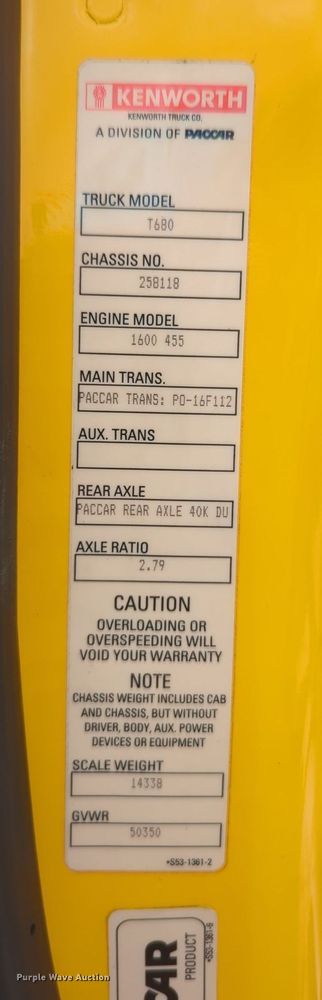 KENWORTH
KENWORTH TRUCK CO.
A DIVISION OF PACCAR
TRUCK MODEL
T680
CHASSIS NO.
258118
ENGINE MODEL
1600 455
MAIN TRANS.
PACCAR TRANS: PO-16F112
AUX. TRANS
REAR AXLE
PACCAR REAR AXLE 40K DU
AXLE RATIO
2.79
CAUTION
OVERLOADING OR
OVERSPEEDING WILL
VOID YOUR WARRANTY
NOTE
CHASSIS WEIGHT INCLUDES CAB
AND CHASSIS, BUT WITHOUT
DRIVER, BODY, AUX. POWER
DEVICES OR EQUIPMENT
SCALE WEIGHT
14338
GVWR
50350
•S53-1361-2
CAR
PRODUCT
•S53-1361-6
Purple Wave Auction